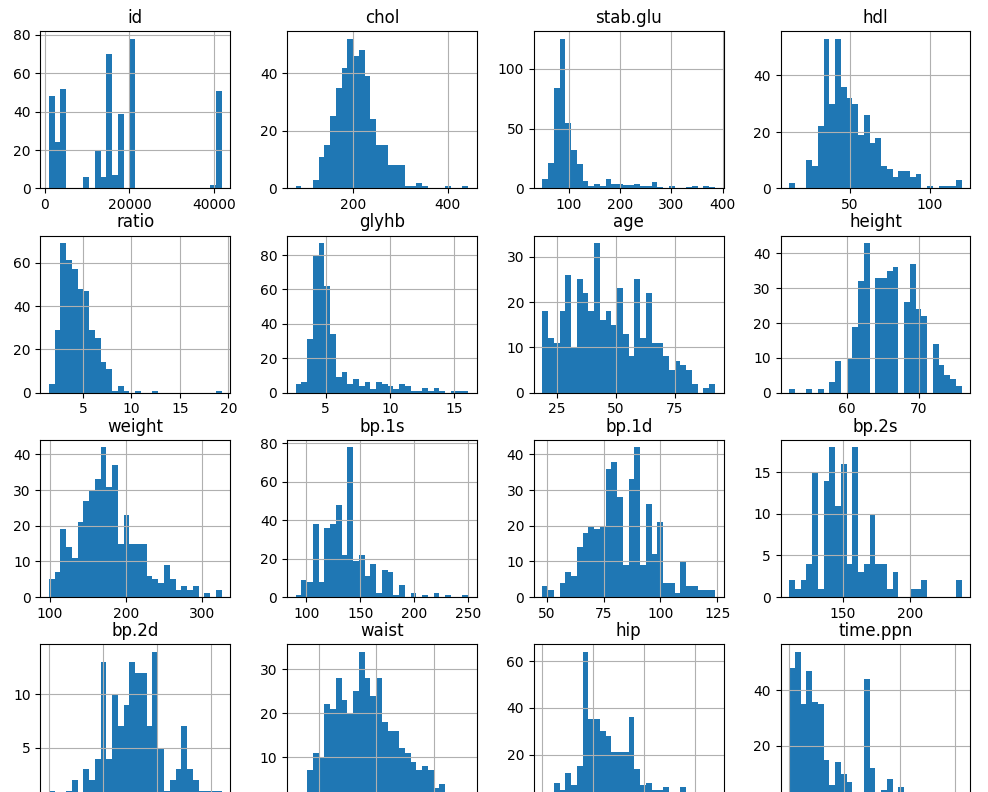 id chol stab.glu hdl
80 60 40 20 0
0 20000 40000
40 20 0
200 400
100 50 0
100 200 300 400
40 20 0
50 100
ratio glyhb age height
60 40 20 0
5 10 15 20
80 60 40 20 0
5 10 15
30 20 10 0
25 50 75
40 30 20 10 0
60 70
weight bp.1s bp.1d bp.2s
40 30 20 10 0
100 200 300
80 60 40 20 0
100 150 200 250
40 30 20 10 0
50 75 100 125
15 10 5 0
150 200
bp.2d waist hip time.ppn
10 5
30 20 10
60 40 20
40 20